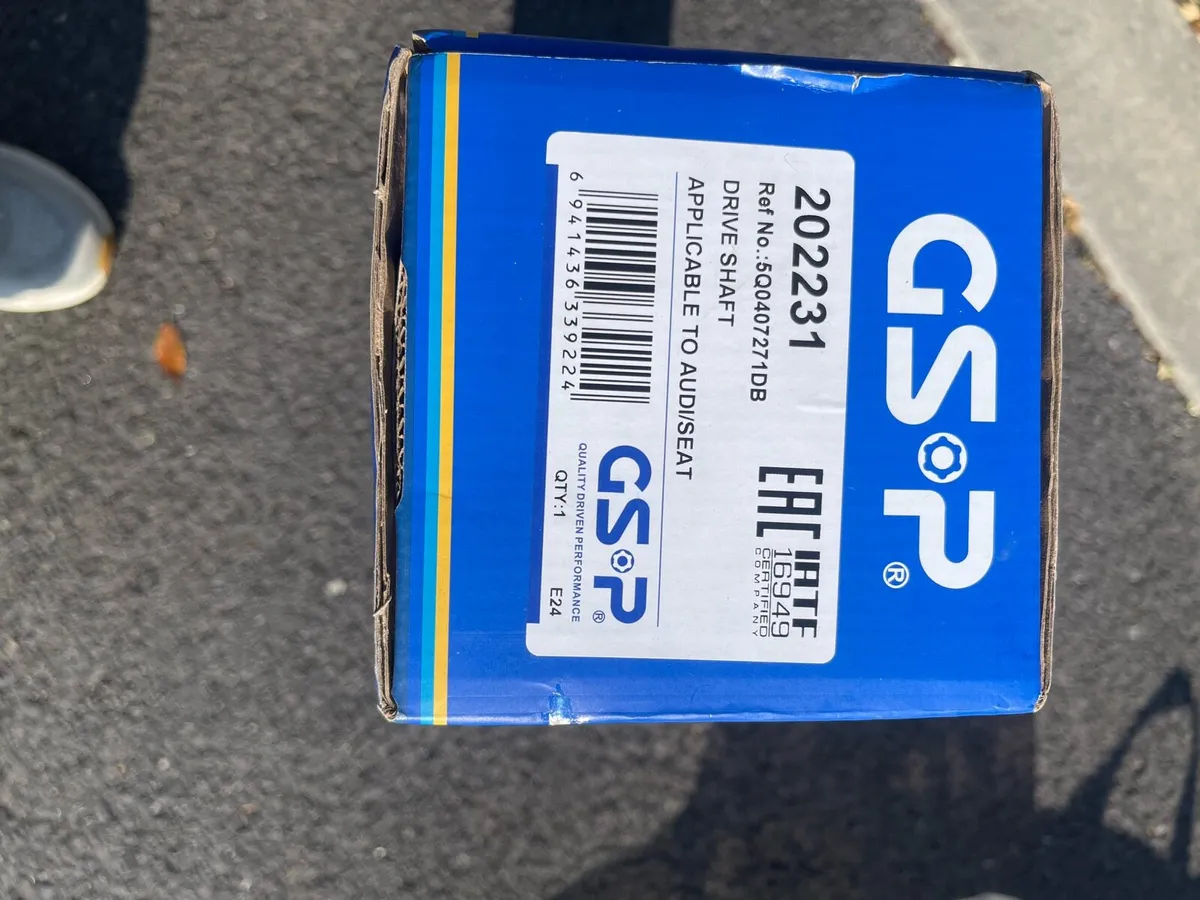 GSP®
202231
Ref No.:5Q0407271DB
DRIVE SHAFT
APPLICABLE TO AUDI/SEAT
EAC
IATF
16949
CERTIFIED
COMPANY
6 941436 339224
GSP®
QUALITY DRIVEN PERFORMANCE
QTY:1 E24